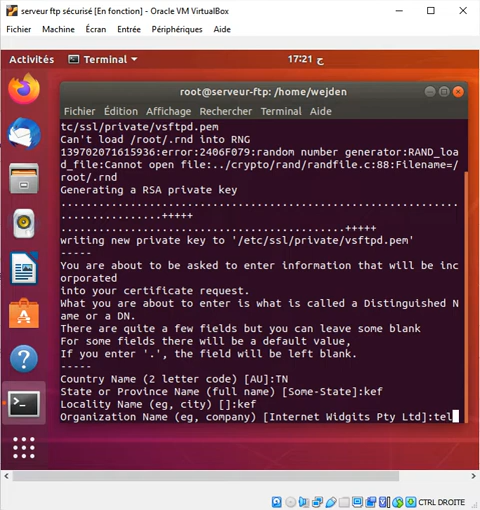 serveur ftp sécurisé [En fonction] - Oracle VM VirtualBox
Fichier Machine Écran Entrée Périphériques Aide
Activités Terminal 17:21 ح
root@serveur-ftp: /home/wejden
Fichier Édition Affichage Rechercher Terminal Aide
tc/ssl/private/vsftpd.pem
Can't load /root/.rnd into RNG
139702071615936:error:2406F079:random number generator:RAND_loa
d_file:Cannot open file:../crypto/rand/randfile.c:88:Filename=/
root/.rnd
Generating a RSA private key
...............................................................
................+++++
.............................................+++++
writing new private key to '/etc/ssl/private/vsftpd.pem'
-----
You are about to be asked to enter information that will be inc
orporated
into your certificate request.
What you are about to enter is what is called a Distinguished N
ame or a DN.
There are quite a few fields but you can leave some blank
For some fields there will be a default value,
If you enter '.', the field will be left blank.
-----
Country Name (2 letter code) [AU]:TN
State or Province Name (full name) [Some-State]:kef
Locality Name (eg, city) []:kef
Organization Name (eg, company) [Internet Widgits Pty Ltd]:tel
CTRL DROITE